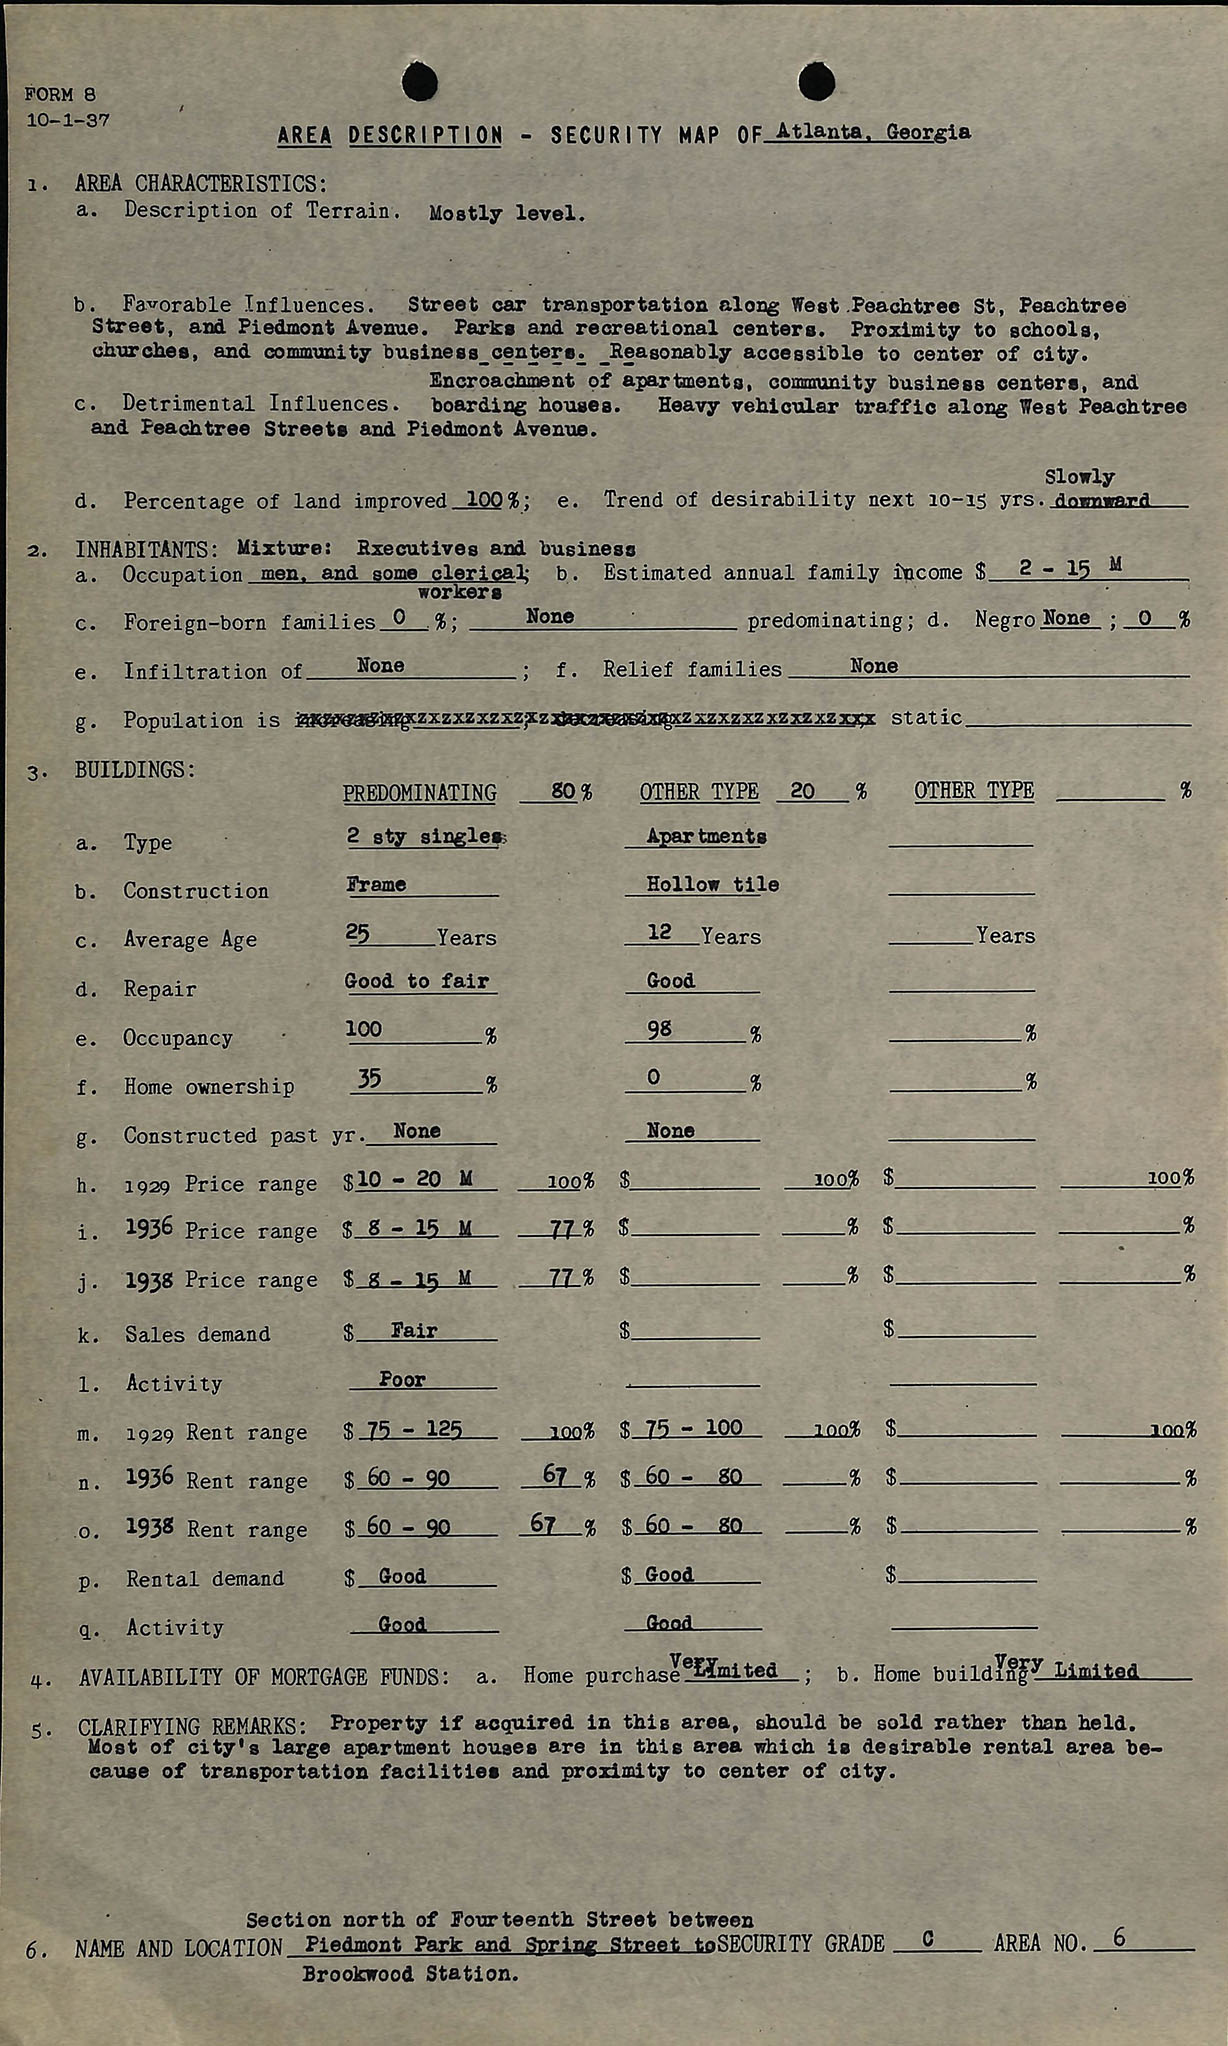 FORM 8
10-1-37
AREA DESCRIPTION - SECURITY MAP OF Atlanta, Georgia
1. AREA CHARACTERISTICS:
a. Description of Terrain. Mostly level.
b. Favorable Influences. Street car transportation along West Peachtree St, Peachtree
Street, and Piedmont Avenue. Parks and recreational centers. Proximity to schools,
churches, and community business centers. Reasonably accessible to center of city.
Encroachment of apartments, community business centers, and
c. Detrimental Influences. boarding houses. Heavy vehicular traffic along West Peachtree
and Peachtree Streets and Piedmont Avenue.
Slowly
d. Percentage of land improved 100%; e. Trend of desirability next 10-15 yrs. downward
2. INHABITANTS: Mixture: Rxecutives and business
a. Occupation men, and some clerical; b. Estimated annual family income $ 2 - 15 M
workers
c. Foreign-born families 0 %; None predominating; d. Negro None ; 0 %
e. Infiltration of None ; f. Relief families None
g. Population is static
3. BUILDINGS:
PREDOMINATING 80% OTHER TYPE 20 % OTHER TYPE %
a. Type 2 sty singles Apartments
b. Construction Frame Hollow tile
c. Average Age 25 Years 12 Years Years
d. Repair Good to fair Good
e. Occupancy 100 % 98 % %
f. Home ownership 35 % 0 % %
g. Constructed past yr. None None
h. 1929 Price range $10 - 20 M 100% $ 100% $ 100%
i. 1936 Price range $ 8 - 15 M 77% $ % $ %
j. 1938 Price range $ 8 - 15 M 77% $ % $ %
k. Sales demand $ Fair $ $
l. Activity Poor
m. 1929 Rent range $ 75 - 125 100% $ 75 - 100 100% $ 100%
n. 1936 Rent range $ 60 - 90 67 % $ 60 - 80 % $ %
o. 1938 Rent range $ 60 - 90 67 % $ 60 - 80 % $ %
p. Rental demand $ Good $ Good $
q. Activity Good Good
4. AVAILABILITY OF MORTGAGE FUNDS: a. Home purchase Very Limited ; b. Home building Very Limited
5. CLARIFYING REMARKS: Property if acquired in this area, should be sold rather than held.
Most of city's large apartment houses are in this area which is desirable rental area be-
cause of transportation facilities and proximity to center of city.
Section north of Fourteenth Street between
6. NAME AND LOCATION Piedmont Park and Spring Street to SECURITY GRADE C AREA NO. 6
Brookwood Station.